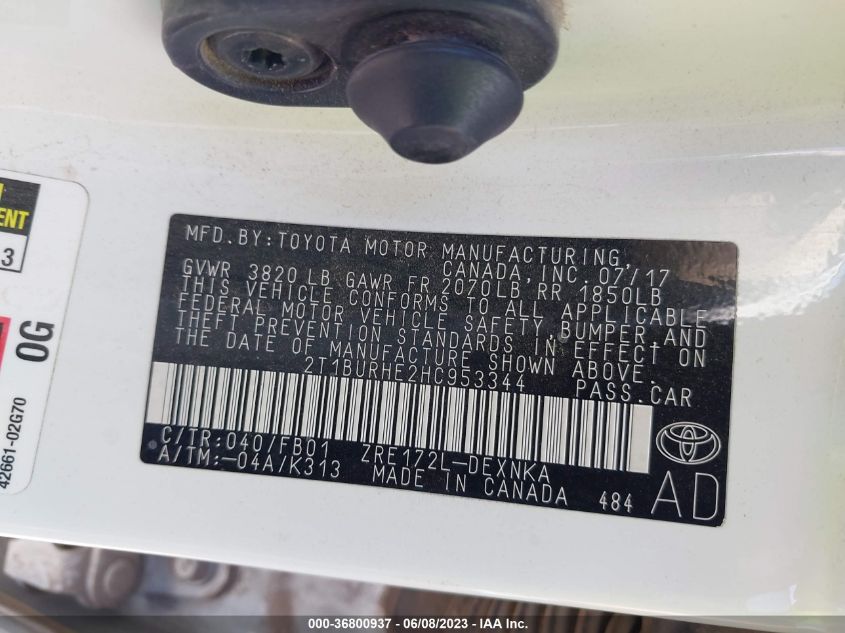 MFD.BY:TOYOTA MOTOR MANUFACTURING,
CANADA,INC. 07/17
GVWR 3820 LB GAWR FR 2070LB RR 1850LB
THIS VEHICLE CONFORMS TO ALL APPLICABLE
FEDERAL MOTOR VEHICLE SAFETY,BUMPER,AND
THEFT PREVENTION STANDARDS IN EFFECT ON
THE DATE OF MANUFACTURE SHOWN ABOVE.
2T1BURHE2HC953344 PASS.CAR
C/TR:040/FB01 ZRE172L-DEXNKA
A/TM:-04A/K313 MADE IN CANADA 484
AD
ENT
3
0G
42661-02G70
000-36800937 - 06/08/2023 - IAA Inc.